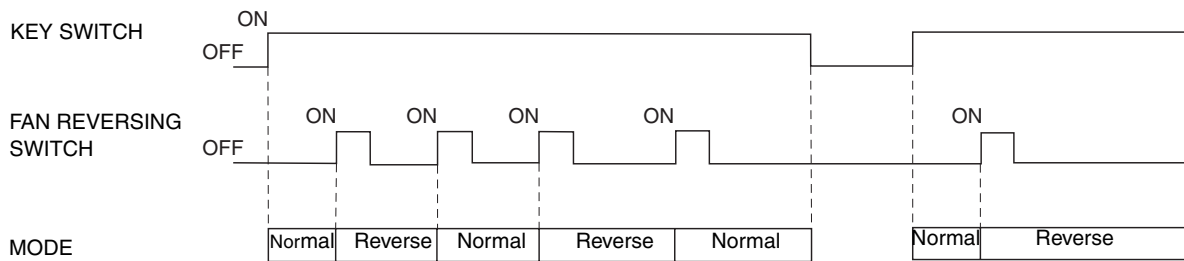 ON
KEY SWITCH
OFF
ON ON ON ON ON
FAN REVERSING
SWITCH
OFF
MODE Normal Reverse Normal Reverse Normal Normal Reverse